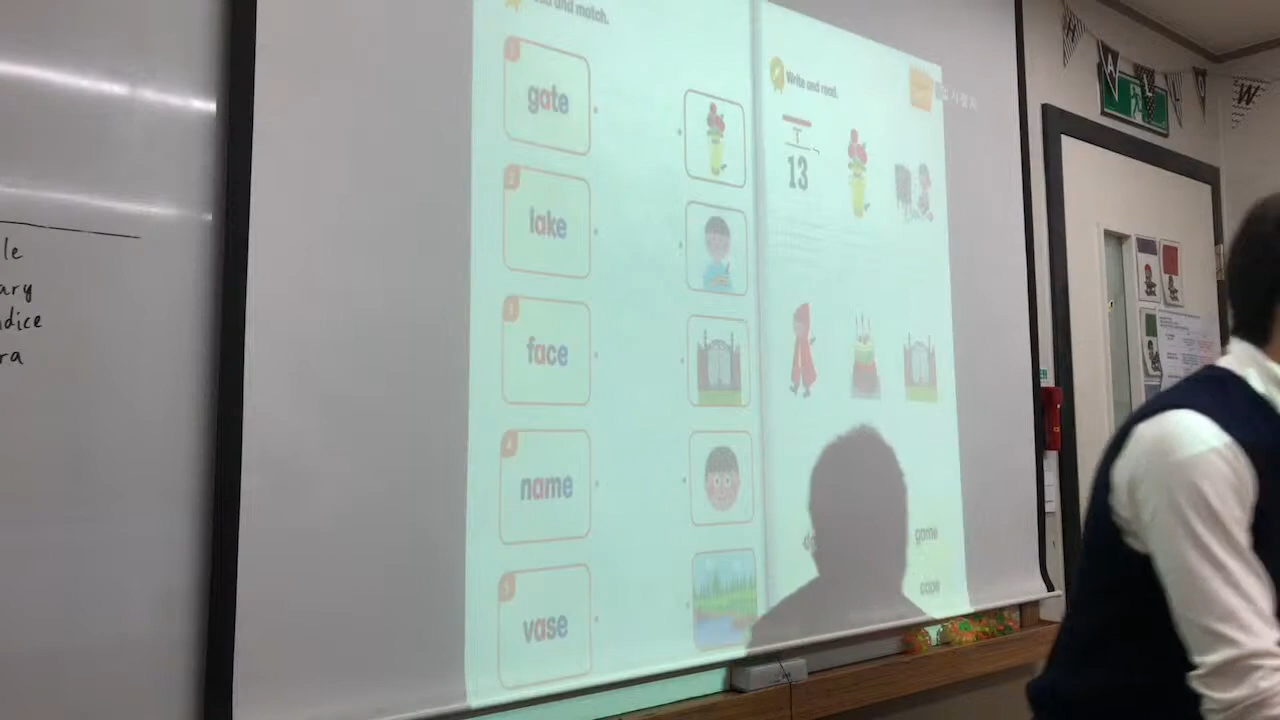 le
ary
ndice
ra
and match.
1
gate
2
lake
3
face
4
name
5
vase
Write and read.
13
game
cape